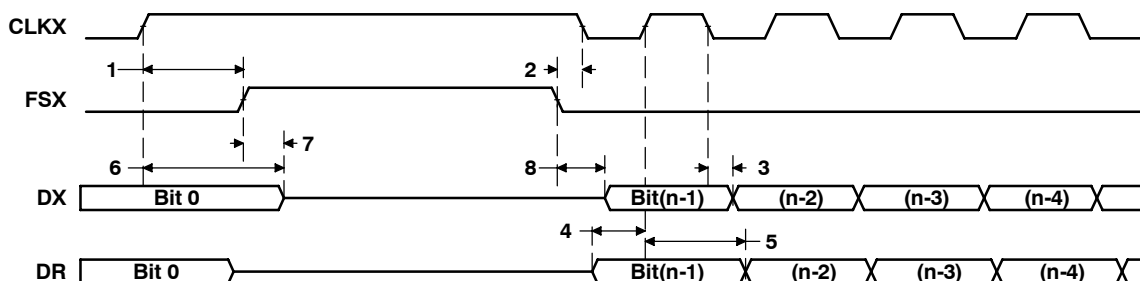 CLKX
1 2
FSX
7
6 8 3
DX Bit 0 Bit(n-1) (n-2) (n-3) (n-4)
4 5
DR Bit 0 Bit(n-1) (n-2) (n-3) (n-4)